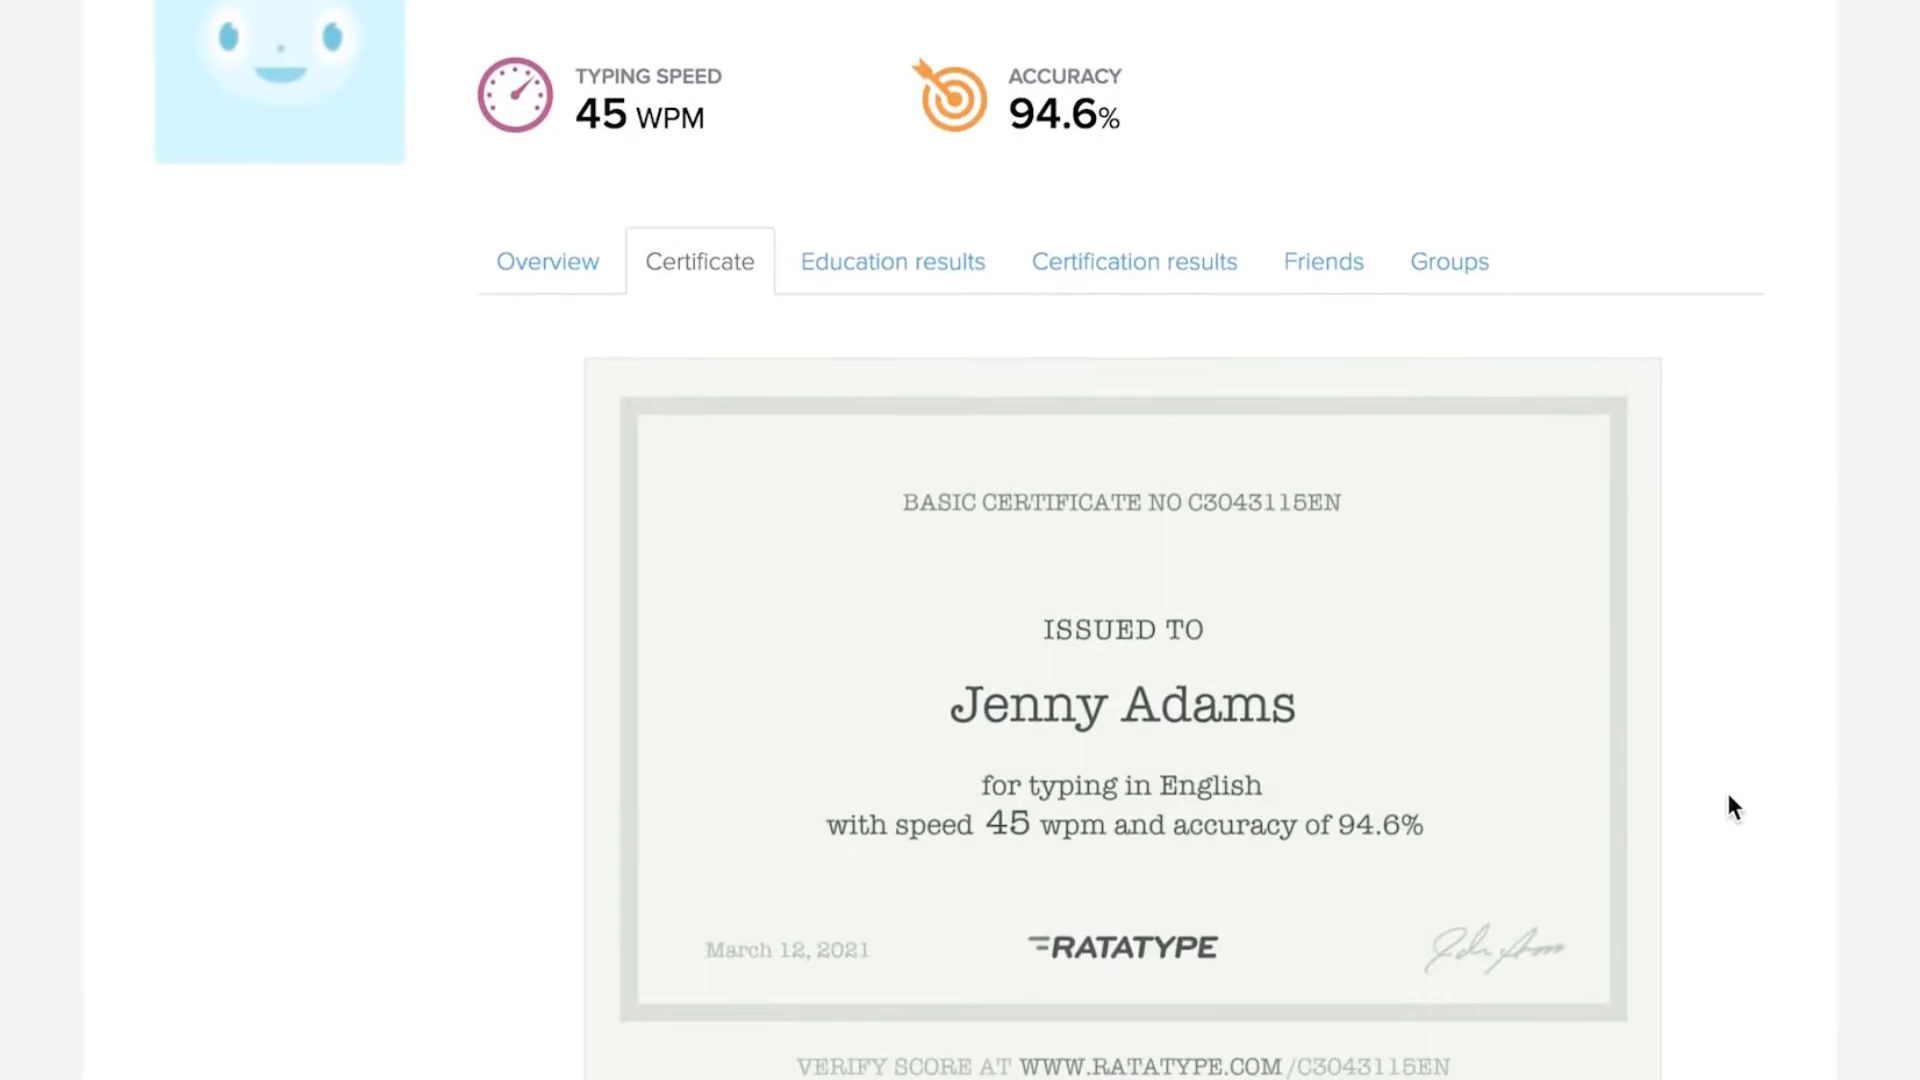 TYPING SPEED
45 WPM
ACCURACY
94.6%
Overview Certificate Education results Certification results Friends Groups
BASIC CERTIFICATE NO C3043115EN
ISSUED TO
Jenny Adams
for typing in English
with speed 45 wpm and accuracy of 94.6%
March 12, 2021
RATATYPE
VERIFY SCORE AT WWW.RATATYPE.COM/C3043115EN